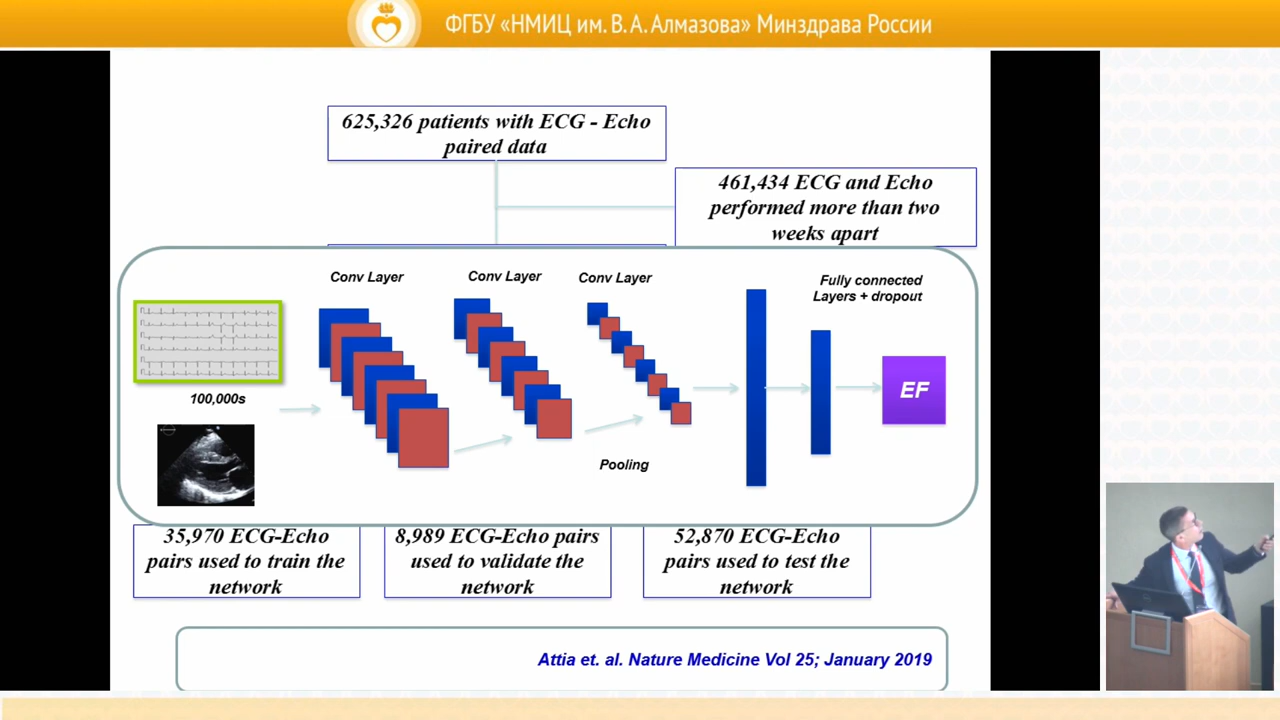 ФГБУ «НМИЦ им. В. А. Алмазова» Минздрава России
625,326 patients with ECG - Echo
paired data
461,434 ECG and Echo
performed more than two
weeks apart
Conv Layer
Conv Layer
Conv Layer
Fully connected
Layers + dropout
100,000s
EF
Pooling
35,970 ECG-Echo
pairs used to train the
network
8,989 ECG-Echo pairs
used to validate the
network
52,870 ECG-Echo
pairs used to test the
network
Attia et. al. Nature Medicine Vol 25; January 2019